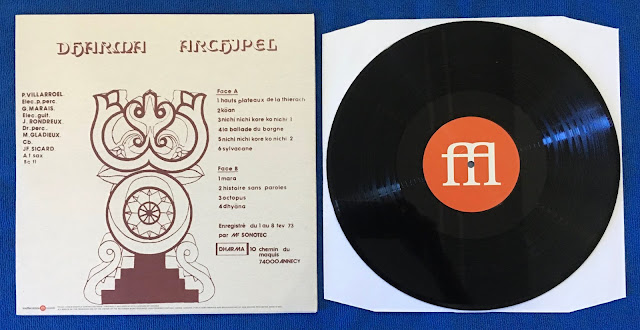 DHARMA ARCHIPEL
P. VILLARROEL.
Elec. p. perc.
G. MARAIS.
Elec. guit.
J. RONDREUX.
Dr. perc.
M. GLADIEUX.
Cb.
JF. SICARD
A.t sax
Face A
1 hauts plateaux de la thierach
2 köan
3 nichi nichi kore ko nichi 1
4 la ballade du borgne
5 nichi nichi kore ko nichi 2
6 sylvacane
Face B
1 mara
2 histoire sans paroles
3 octopus
4 dhyâna
Enregistré du 1 au 8 fev 73
par Mr SONOTEC
DHARMA 10 chemin du
maquis
74000 ANNECY